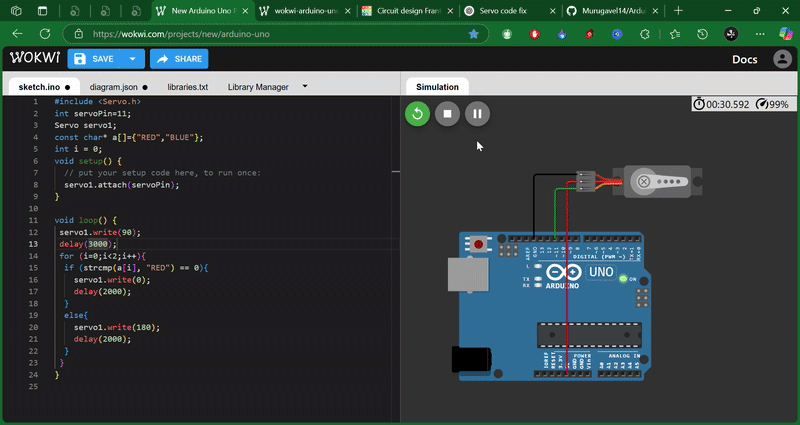 New Arduino Uno P
wokwi-arduino-uno
Circuit design Frant
Servo code fix
Murugavel14/Ardu
https://wokwi.com/projects/new/arduino-uno
WOKWI
SAVE
SHARE
Docs
sketch.ino
diagram.json
libraries.txt
Library Manager
Simulation
1 #include <Servo.h>
2 int servoPin=11;
3 Servo servo1;
4 const char* a[]={"RED","BLUE"};
5 int i = 0;
6 void setup() {
7 // put your setup code here, to run once:
8 servo1.attach(servoPin);
9 }
10
11 void loop() {
12 servo1.write(90);
13 delay(3000);
14 for (i=0;i<2;i++){
15 if (strcmp(a[i], "RED") == 0){
16 servo1.write(0);
17 delay(2000);
18 }
19 else{
20 servo1.write(180);
21 delay(2000);
22 }
23 }
24 }
25
00:30.592
99%
AREF
GND
13
12
DIGITAL (PWM ~)
L
TX
RX
UNO
ARDUINO
ON
IOREF
RESET
3.3V
GND
GND
Vin
POWER
ANALOG IN
A0
A1
A2
A3
A4
A5